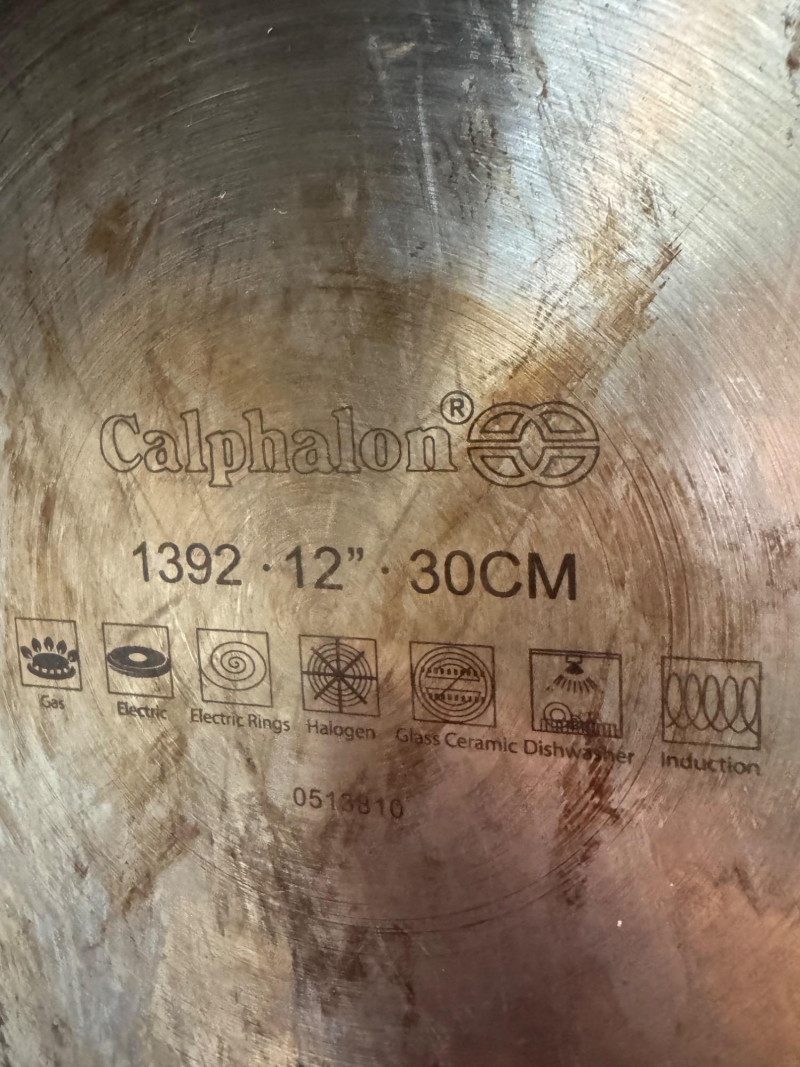 Calphalon®
1392 · 12” · 30CM
Gas Electric Electric Rings Halogen Glass Ceramic Dishwasher Induction
0513810